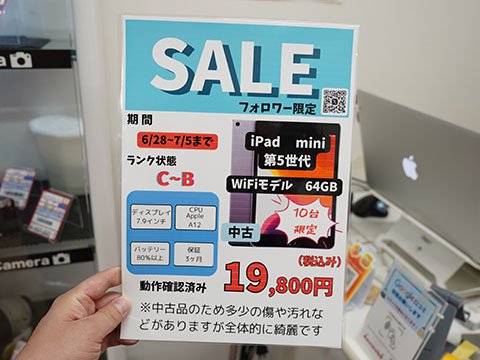 SALE
フォロワー限定
期間
6/28~7/5まで
ランク状態
C~B
iPad mini
第5世代
WiFiモデル 64GB
10台
限定
中古
ディスプレイ
7.9インチ
CPU
Apple
A12
バッテリー
80%以上
保証
3ヶ月
(税込み)
動作確認済み
19,800円
※中古品のため多少の傷や汚れな
どがありますが全体的に綺麗です
amera